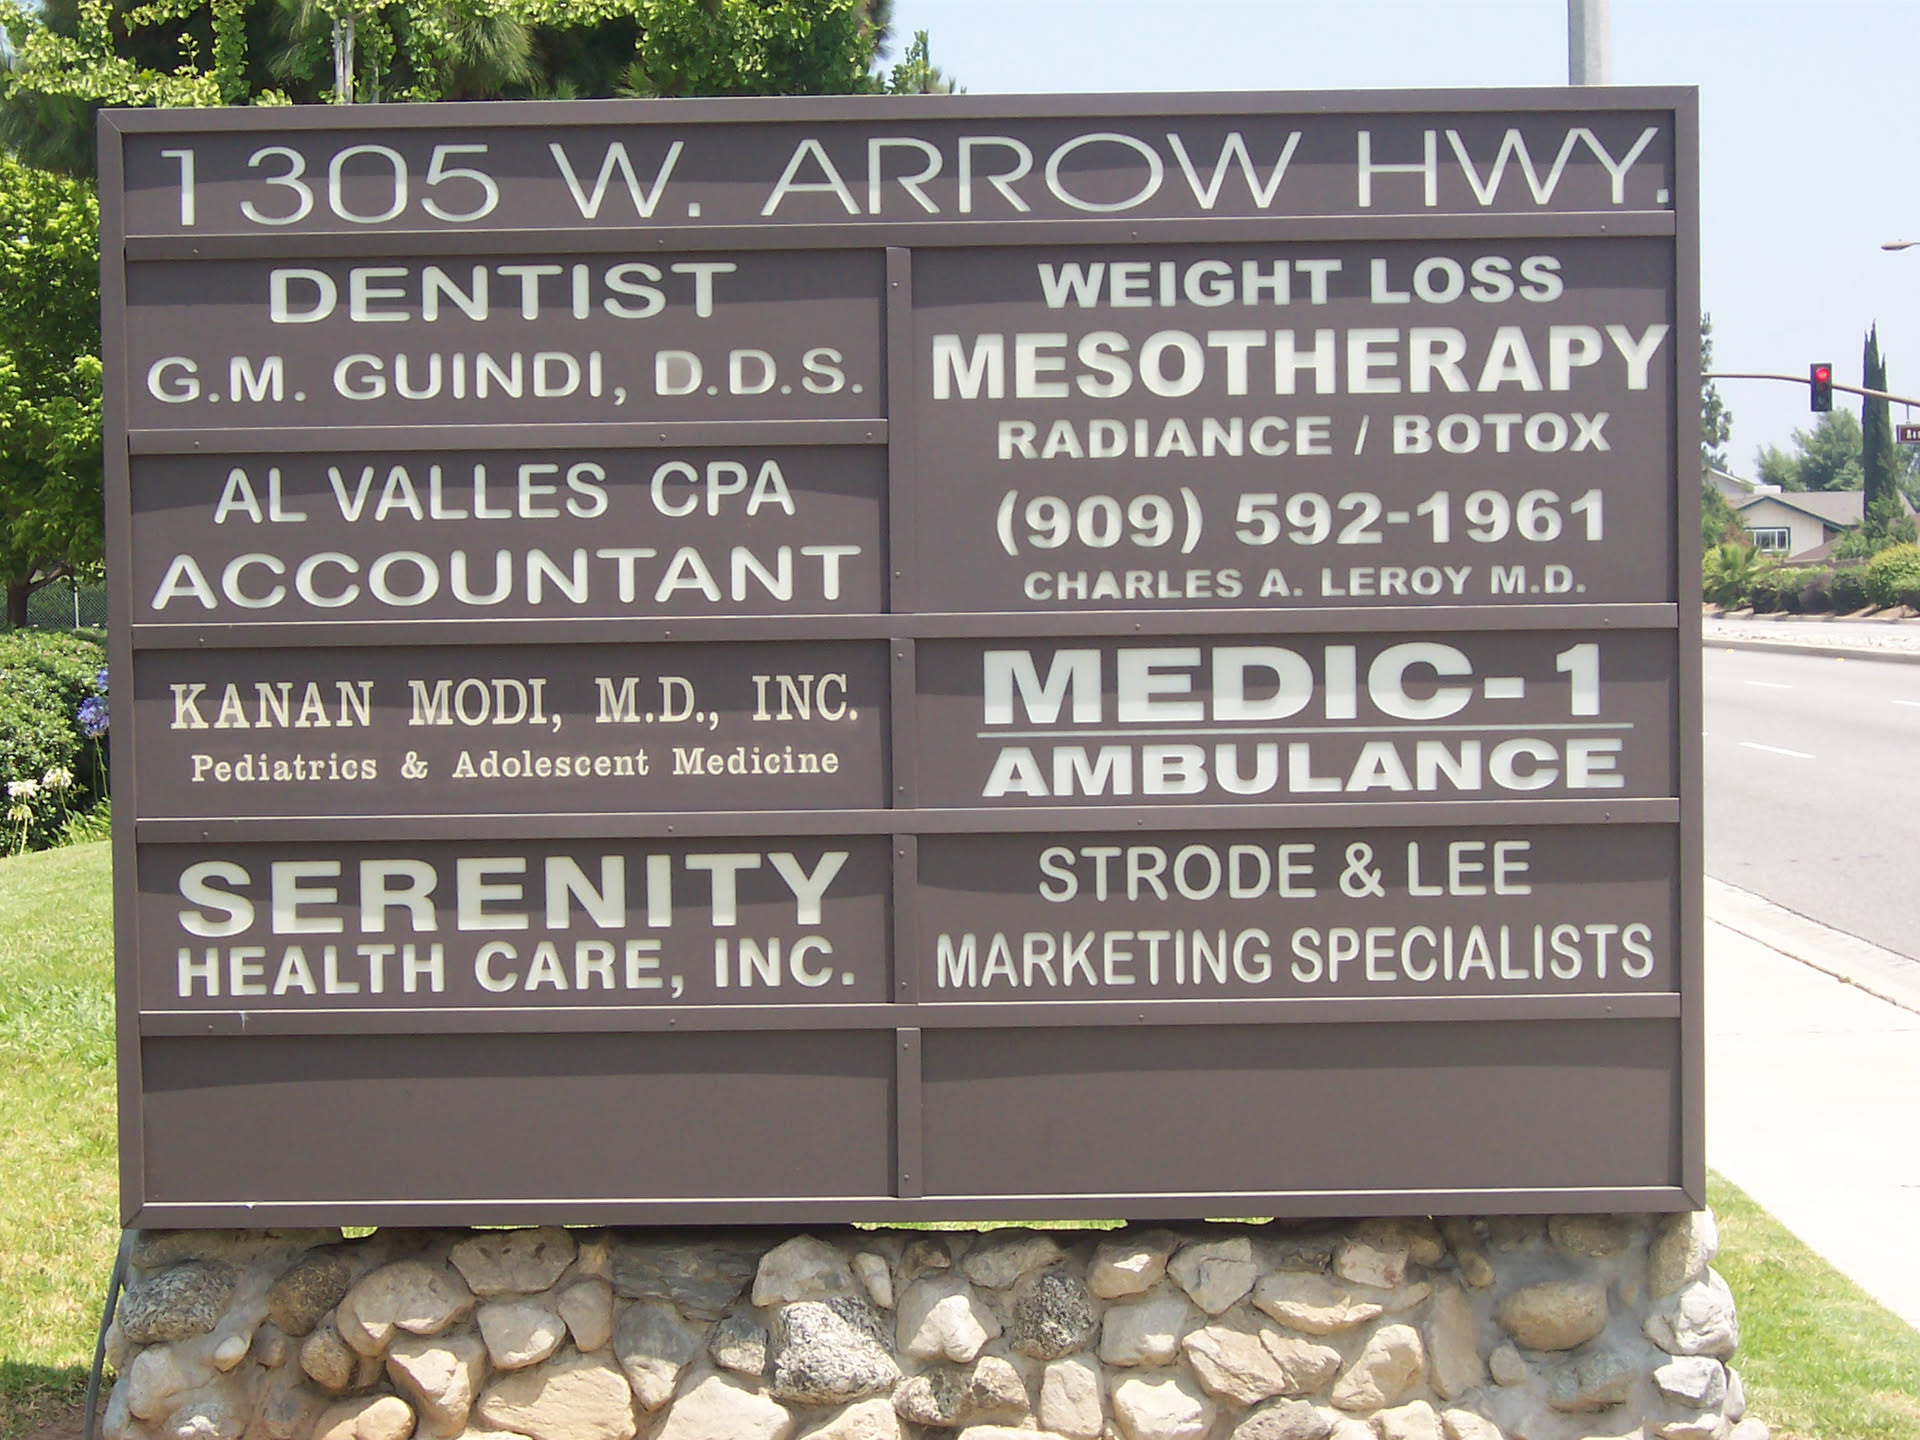 1305 W. ARROW HWY.
DENTIST
G.M. GUINDI, D.D.S.
AL VALLES CPA
ACCOUNTANT
KANAN MODI, M.D., INC.
Pediatrics & Adolescent Medicine
SERENITY
HEALTH CARE, INC.
WEIGHT LOSS
MESOTHERAPY
RADIANCE / BOTOX
(909) 592-1961
CHARLES A. LEROY M.D.
MEDIC-1
AMBULANCE
STRODE & LEE
MARKETING SPECIALISTS